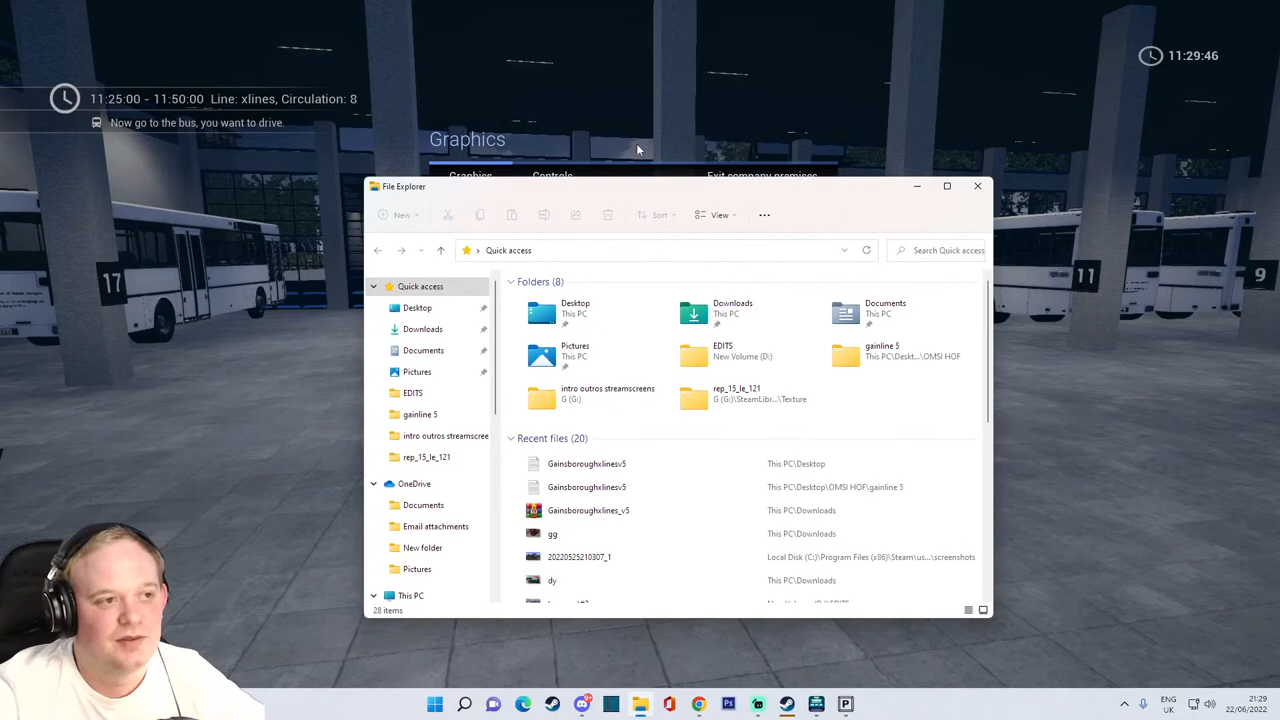 11:29:46
11:25:00 - 11:50:00 Line: xlines, Circulation: 8
Now go to the bus, you want to drive.
Graphics
Graphics Controls Exit company premises
File Explorer
New Sort View
Quick access
Search Quick access
Quick access
Desktop
Downloads
Documents
Pictures
EDITS
gainline 5
intro outros streamscree
rep_15_le_121
OneDrive
Documents
Email attachments
New folder
Pictures
This PC
28 items
Folders (8)
Desktop
This PC
Downloads
This PC
Documents
This PC
Pictures
This PC
EDITS
New Volume (D:)
gainline 5
This PC\Deskt...\OMSI HOF
intro outros streamscreens
G (G:)
rep_15_le_121
G (G:)\SteamLibr...\Texture
Recent files (20)
Gainsboroughxlinesv5 This PC\Desktop
Gainsboroughxlinesv5 This PC\Desktop\OMSI HOF\gainline 5
Gainsboroughxlines_v5 This PC\Downloads
gg This PC\Downloads
20220525210307_1 Local Disk (C:)\Program Files (x86)\Steam\us...\screenshots
dy This PC\Downloads
17
11
9
ENG
UK
11:29
22/06/2022